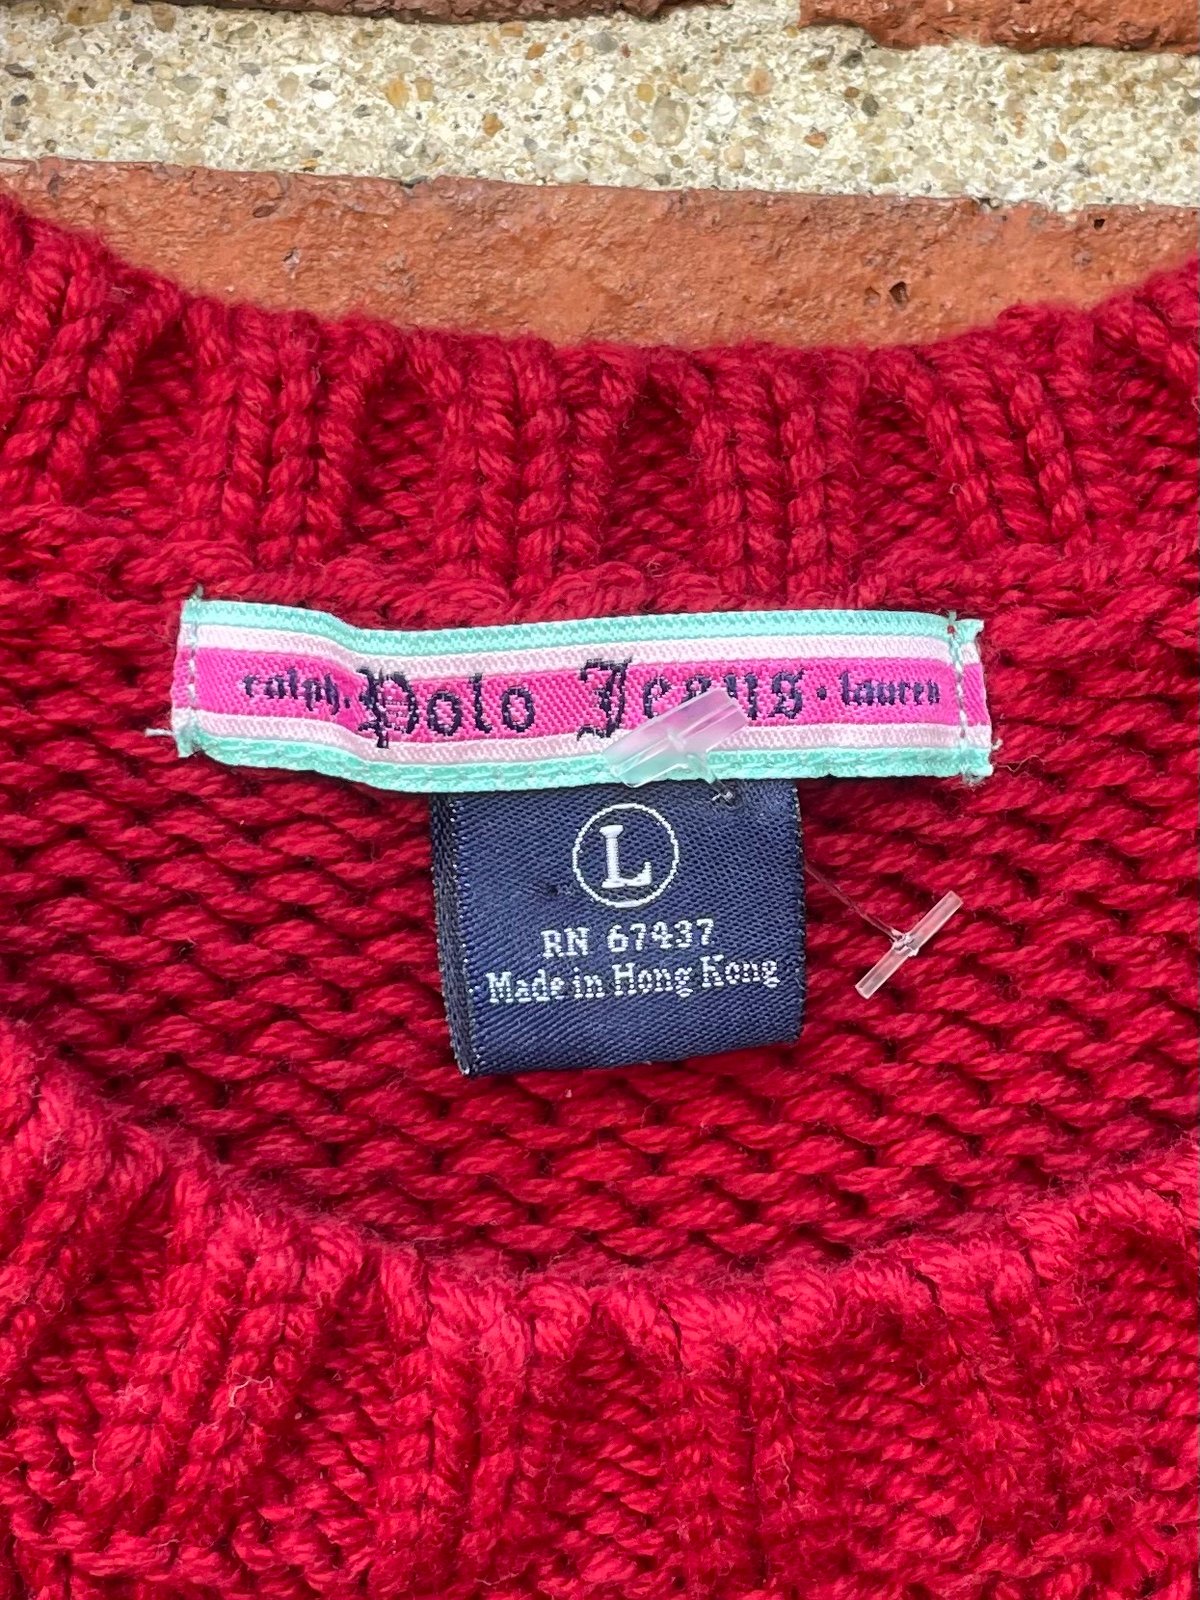 ralph. Polo Jeans · lauren
L
RN 67437
Made in Hong Kong